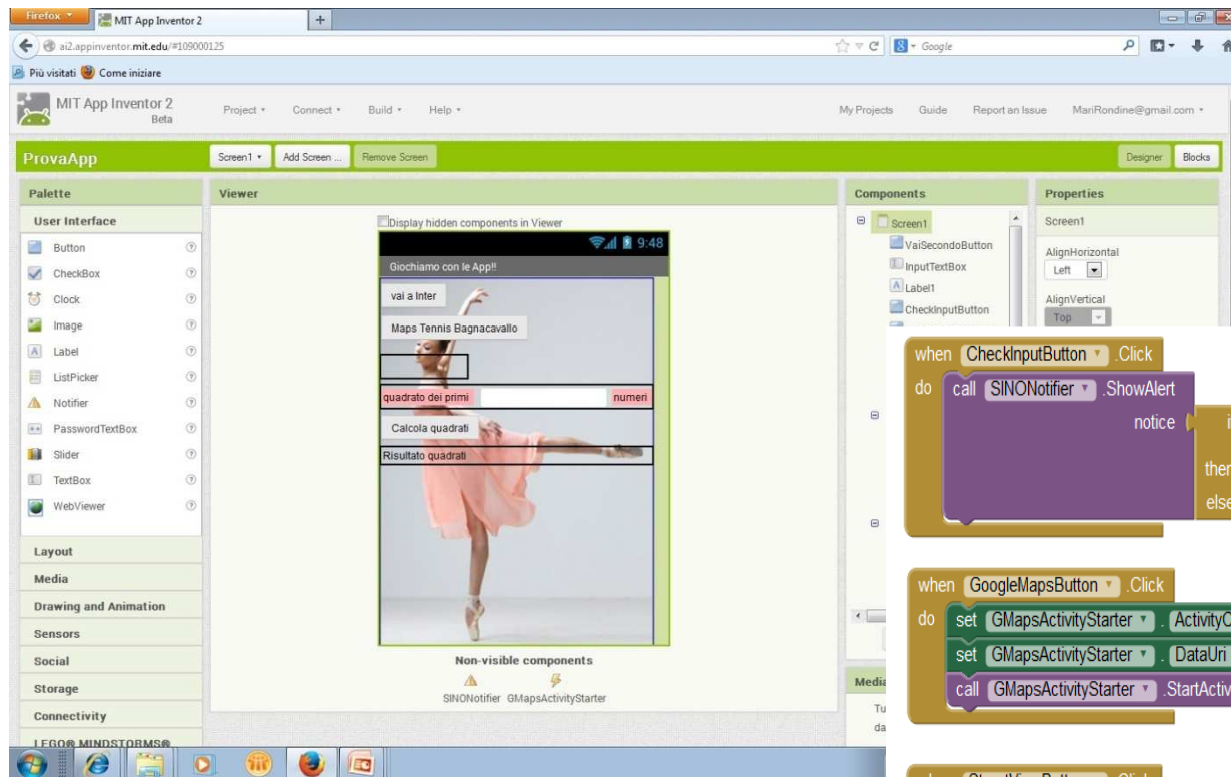 Firefox
MIT App Inventor 2
ai2.appinventor.mit.edu/#109000125
Google
Più visitati Come iniziare
MIT App Inventor 2
Beta
Project Connect Build Help
My Projects Guide Report an Issue MariRondine@gmail.com
ProvaApp
Screen1 Add Screen ... Remove Screen
Designer Blocks
Palette
User Interface
Button
CheckBox
Clock
Image
Label
ListPicker
Notifier
PasswordTextBox
Slider
TextBox
WebViewer
Layout
Media
Drawing and Animation
Sensors
Social
Storage
Connectivity
LEGO® MINDSTORMS®
Viewer
Display hidden components in Viewer
9:48
Giochiamo con le App!!
vai a Inter
Maps Tennis Bagnacavallo
quadrato dei primi numeri
Calcola quadrati
Risultato quadrati
Non-visible components
SINONotifier GMapsActivityStarter
Components
Screen1
VaiSecondoButton
InputTextBox
Label1
CheckInputButton
Media
Tu
da
Properties
Screen1
AlignHorizontal
Left
AlignVertical
Top
when CheckInputButton .Click
do call SINONotifier .ShowAlert
notice
then
else
when GoogleMapsButton .Click
do set GMapsActivityStarter . ActivityC
set GMapsActivityStarter . DataUri
call GMapsActivityStarter .StartActiv